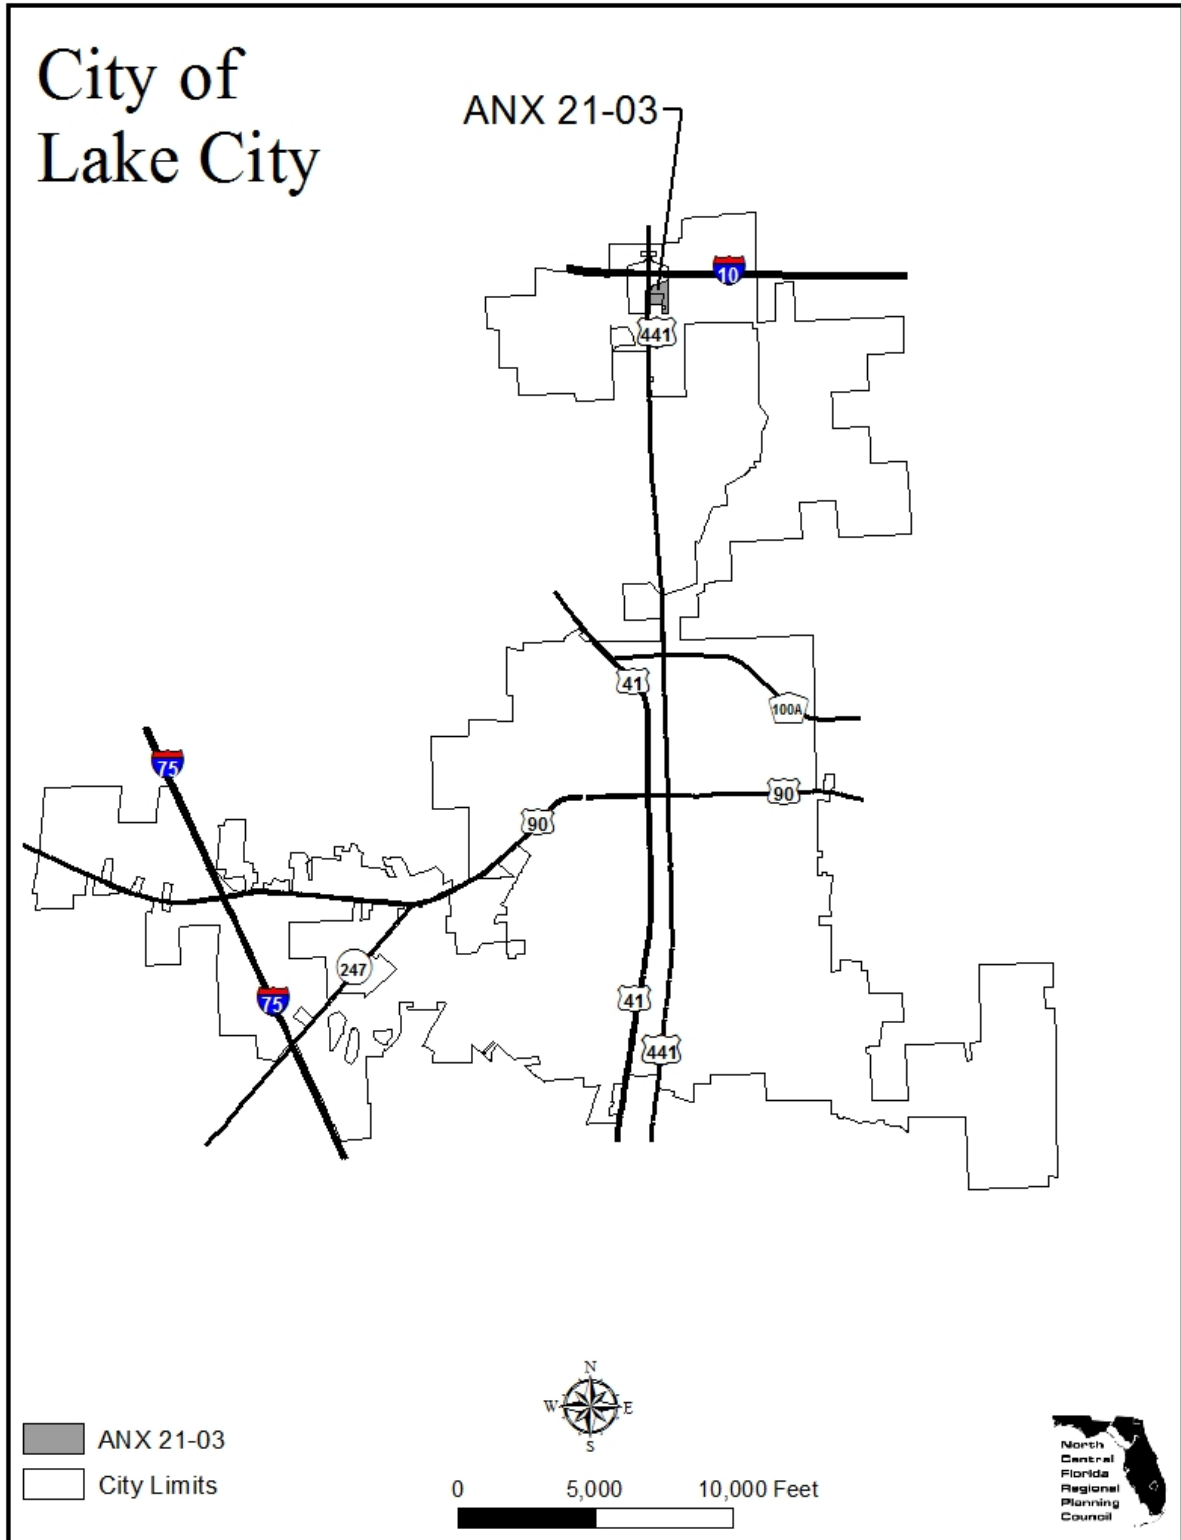 City of
Lake City
ANX 21-03
10
441
41
100A
75
90
90
247
75
41
441
N
W E
S
ANX 21-03
City Limits
0 5,000 10,000 Feet
North
Central
Florida
Regional
Planning
Council